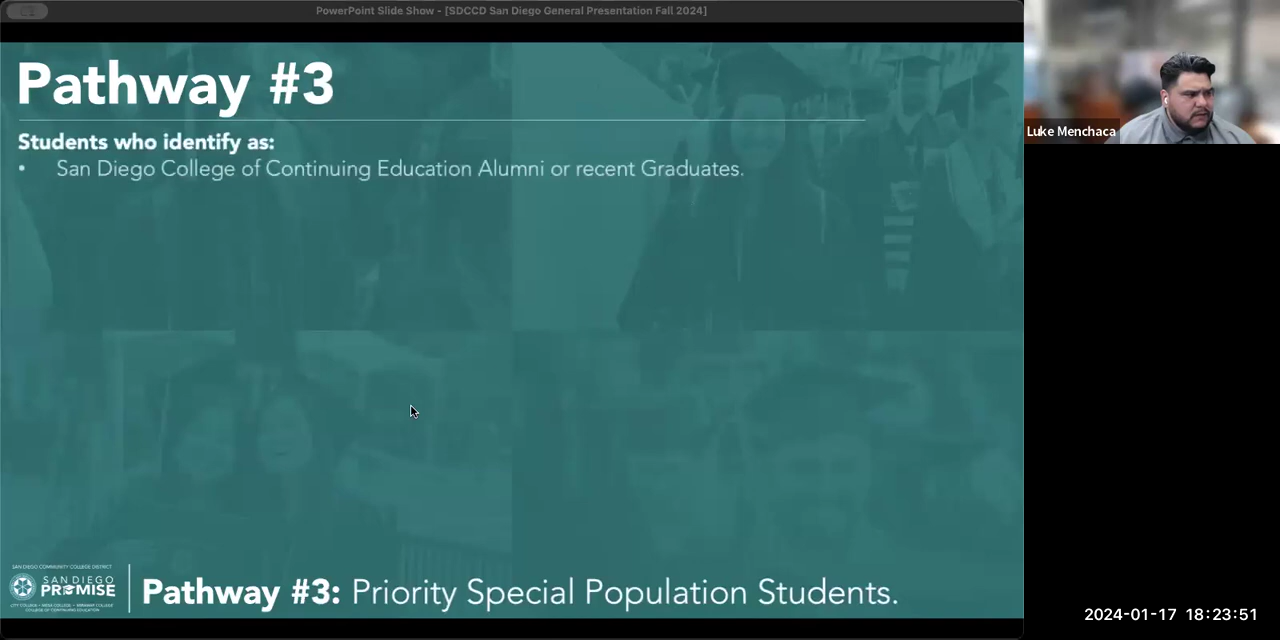 PowerPoint Slide Show - [SDCCD San Diego General Presentation Fall 2024]
Pathway #3
Students who identify as:
• San Diego College of Continuing Education Alumni or recent Graduates.
Luke Menchaca
SAN DIEGO COMMUNITY COLLEGE DISTRICT
SAN DIEGO
PROMISE
CITY COLLEGE • MESA COLLEGE • MIRAMAR COLLEGE
COLLEGE OF CONTINUING EDUCATION
Pathway #3: Priority Special Population Students.
2024-01-17 18:23:51